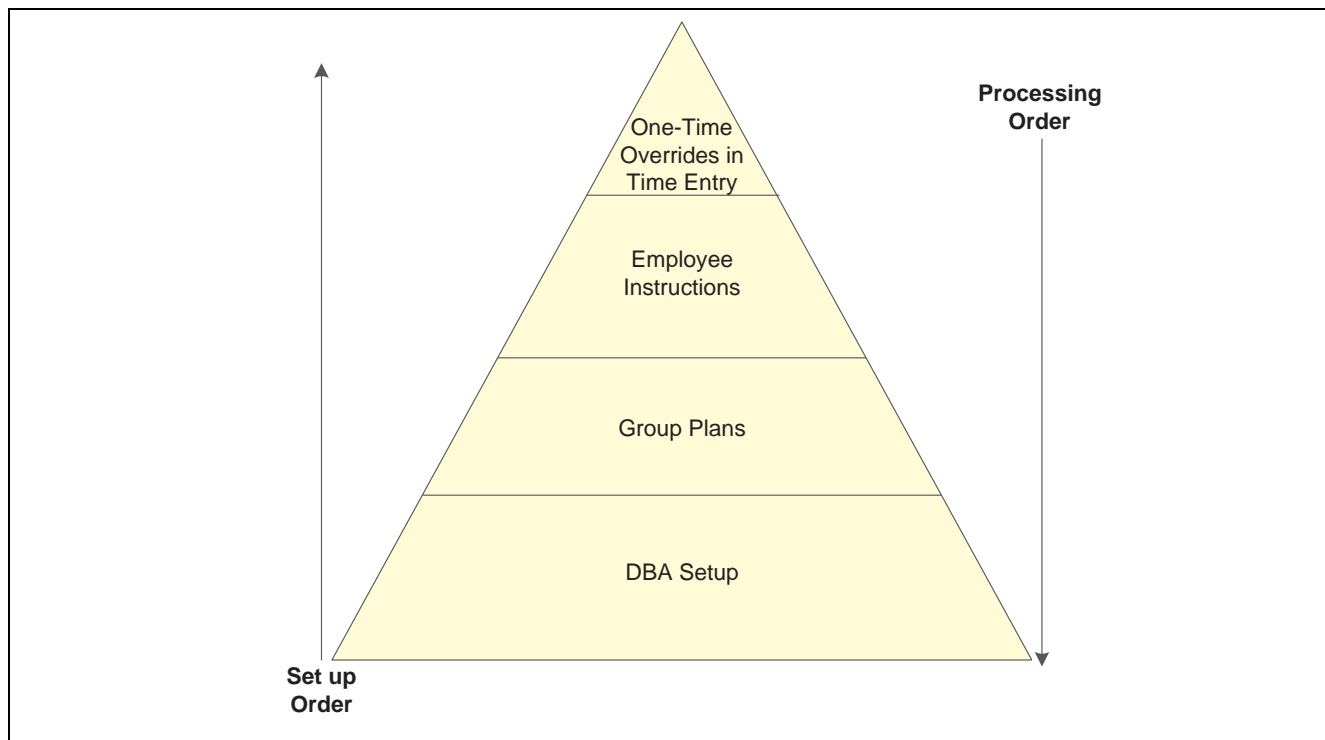 Processing
Order
One-Time
Overrides in
Time Entry
Employee
Instructions
Group Plans
DBA Setup
Set up
Order